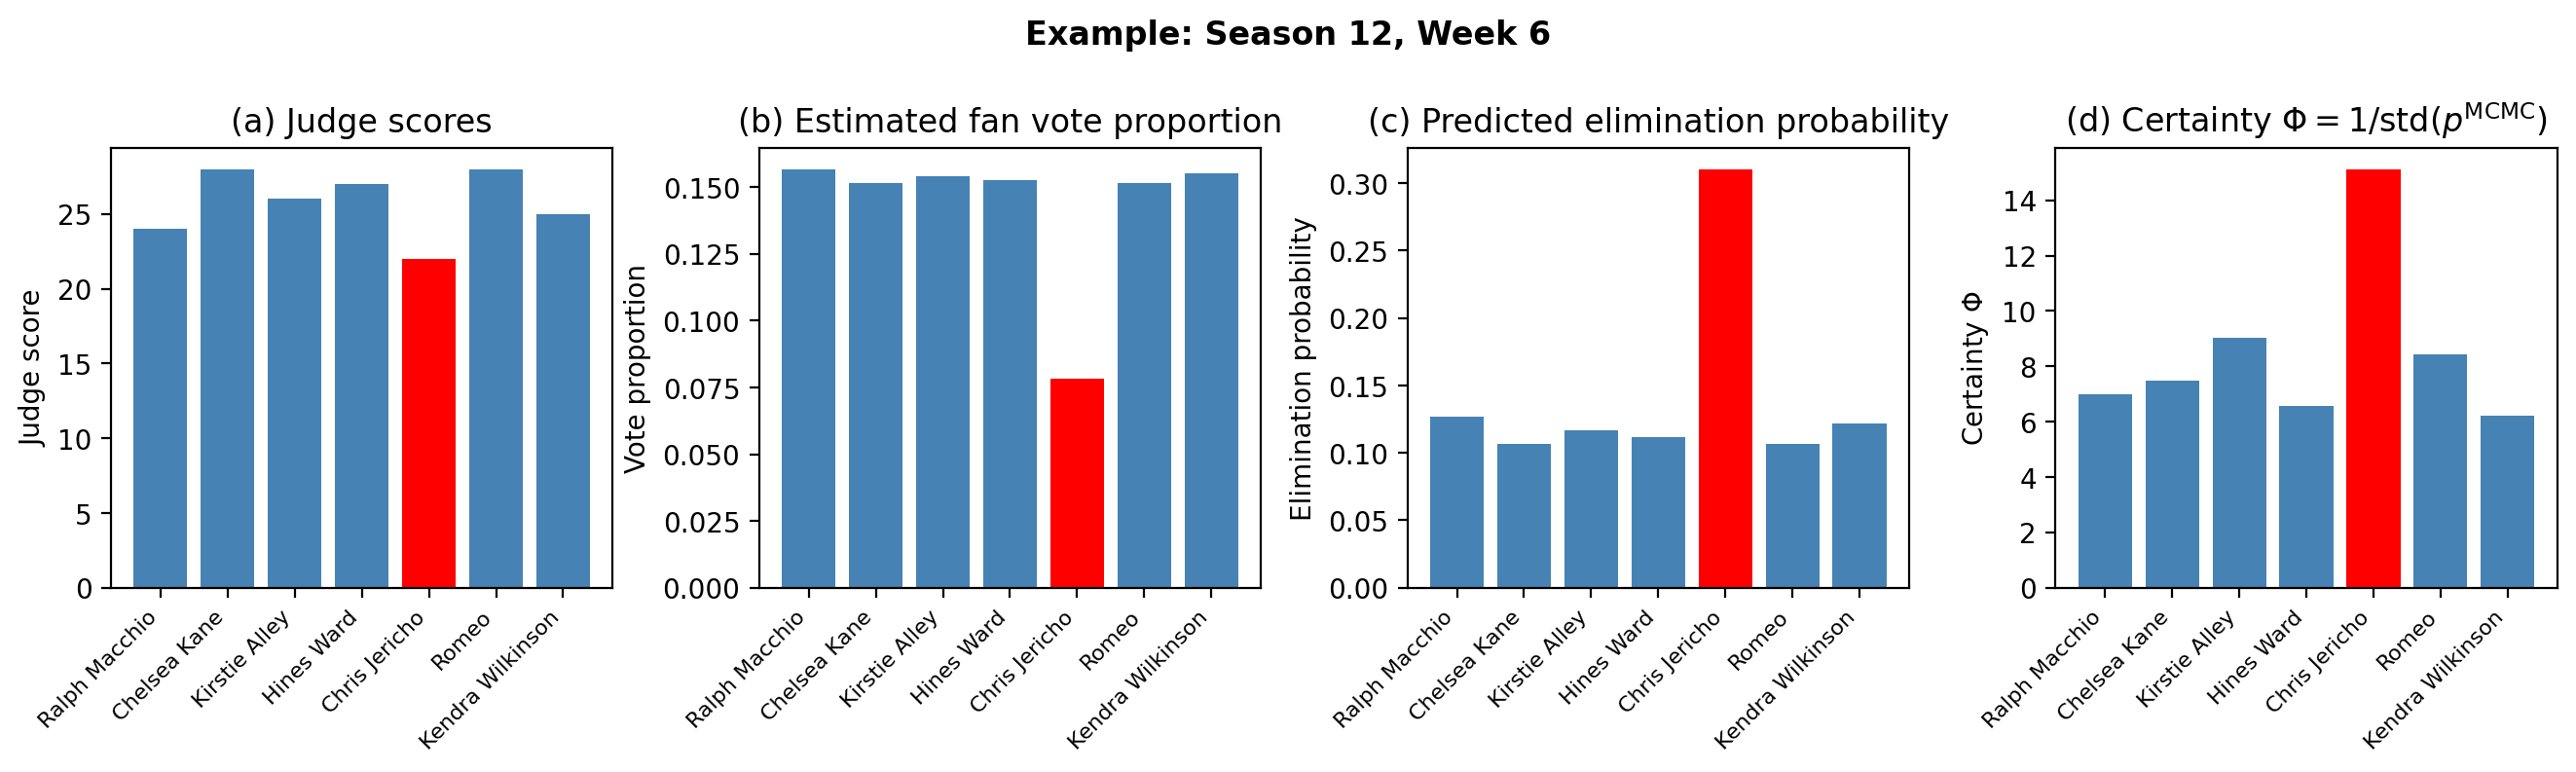 Example: Season 12, Week 6
(a) Judge scores
Judge score
25
20
15
10
5
0
Ralph Macchio
Chelsea Kane
Kirstie Alley
Hines Ward
Chris Jericho
Romeo
Kendra Wilkinson
(b) Estimated fan vote proportion
Vote proportion
0.150
0.125
0.100
0.075
0.050
0.025
0.000
Ralph Macchio
Chelsea Kane
Kirstie Alley
Hines Ward
Chris Jericho
Romeo
Kendra Wilkinson
(c) Predicted elimination probability
Elimination probability
0.30
0.25
0.20
0.15
0.10
0.05
0.00
Ralph Macchio
Chelsea Kane
Kirstie Alley
Hines Ward
Chris Jericho
Romeo
Kendra Wilkinson
(d) Certainty Φ = 1/std(p^MCMC)
Certainty Φ
14
12
10
8
6
4
2
0
Ralph Macchio
Chelsea Kane
Kirstie Alley
Hines Ward
Chris Jericho
Romeo
Kendra Wilkinson